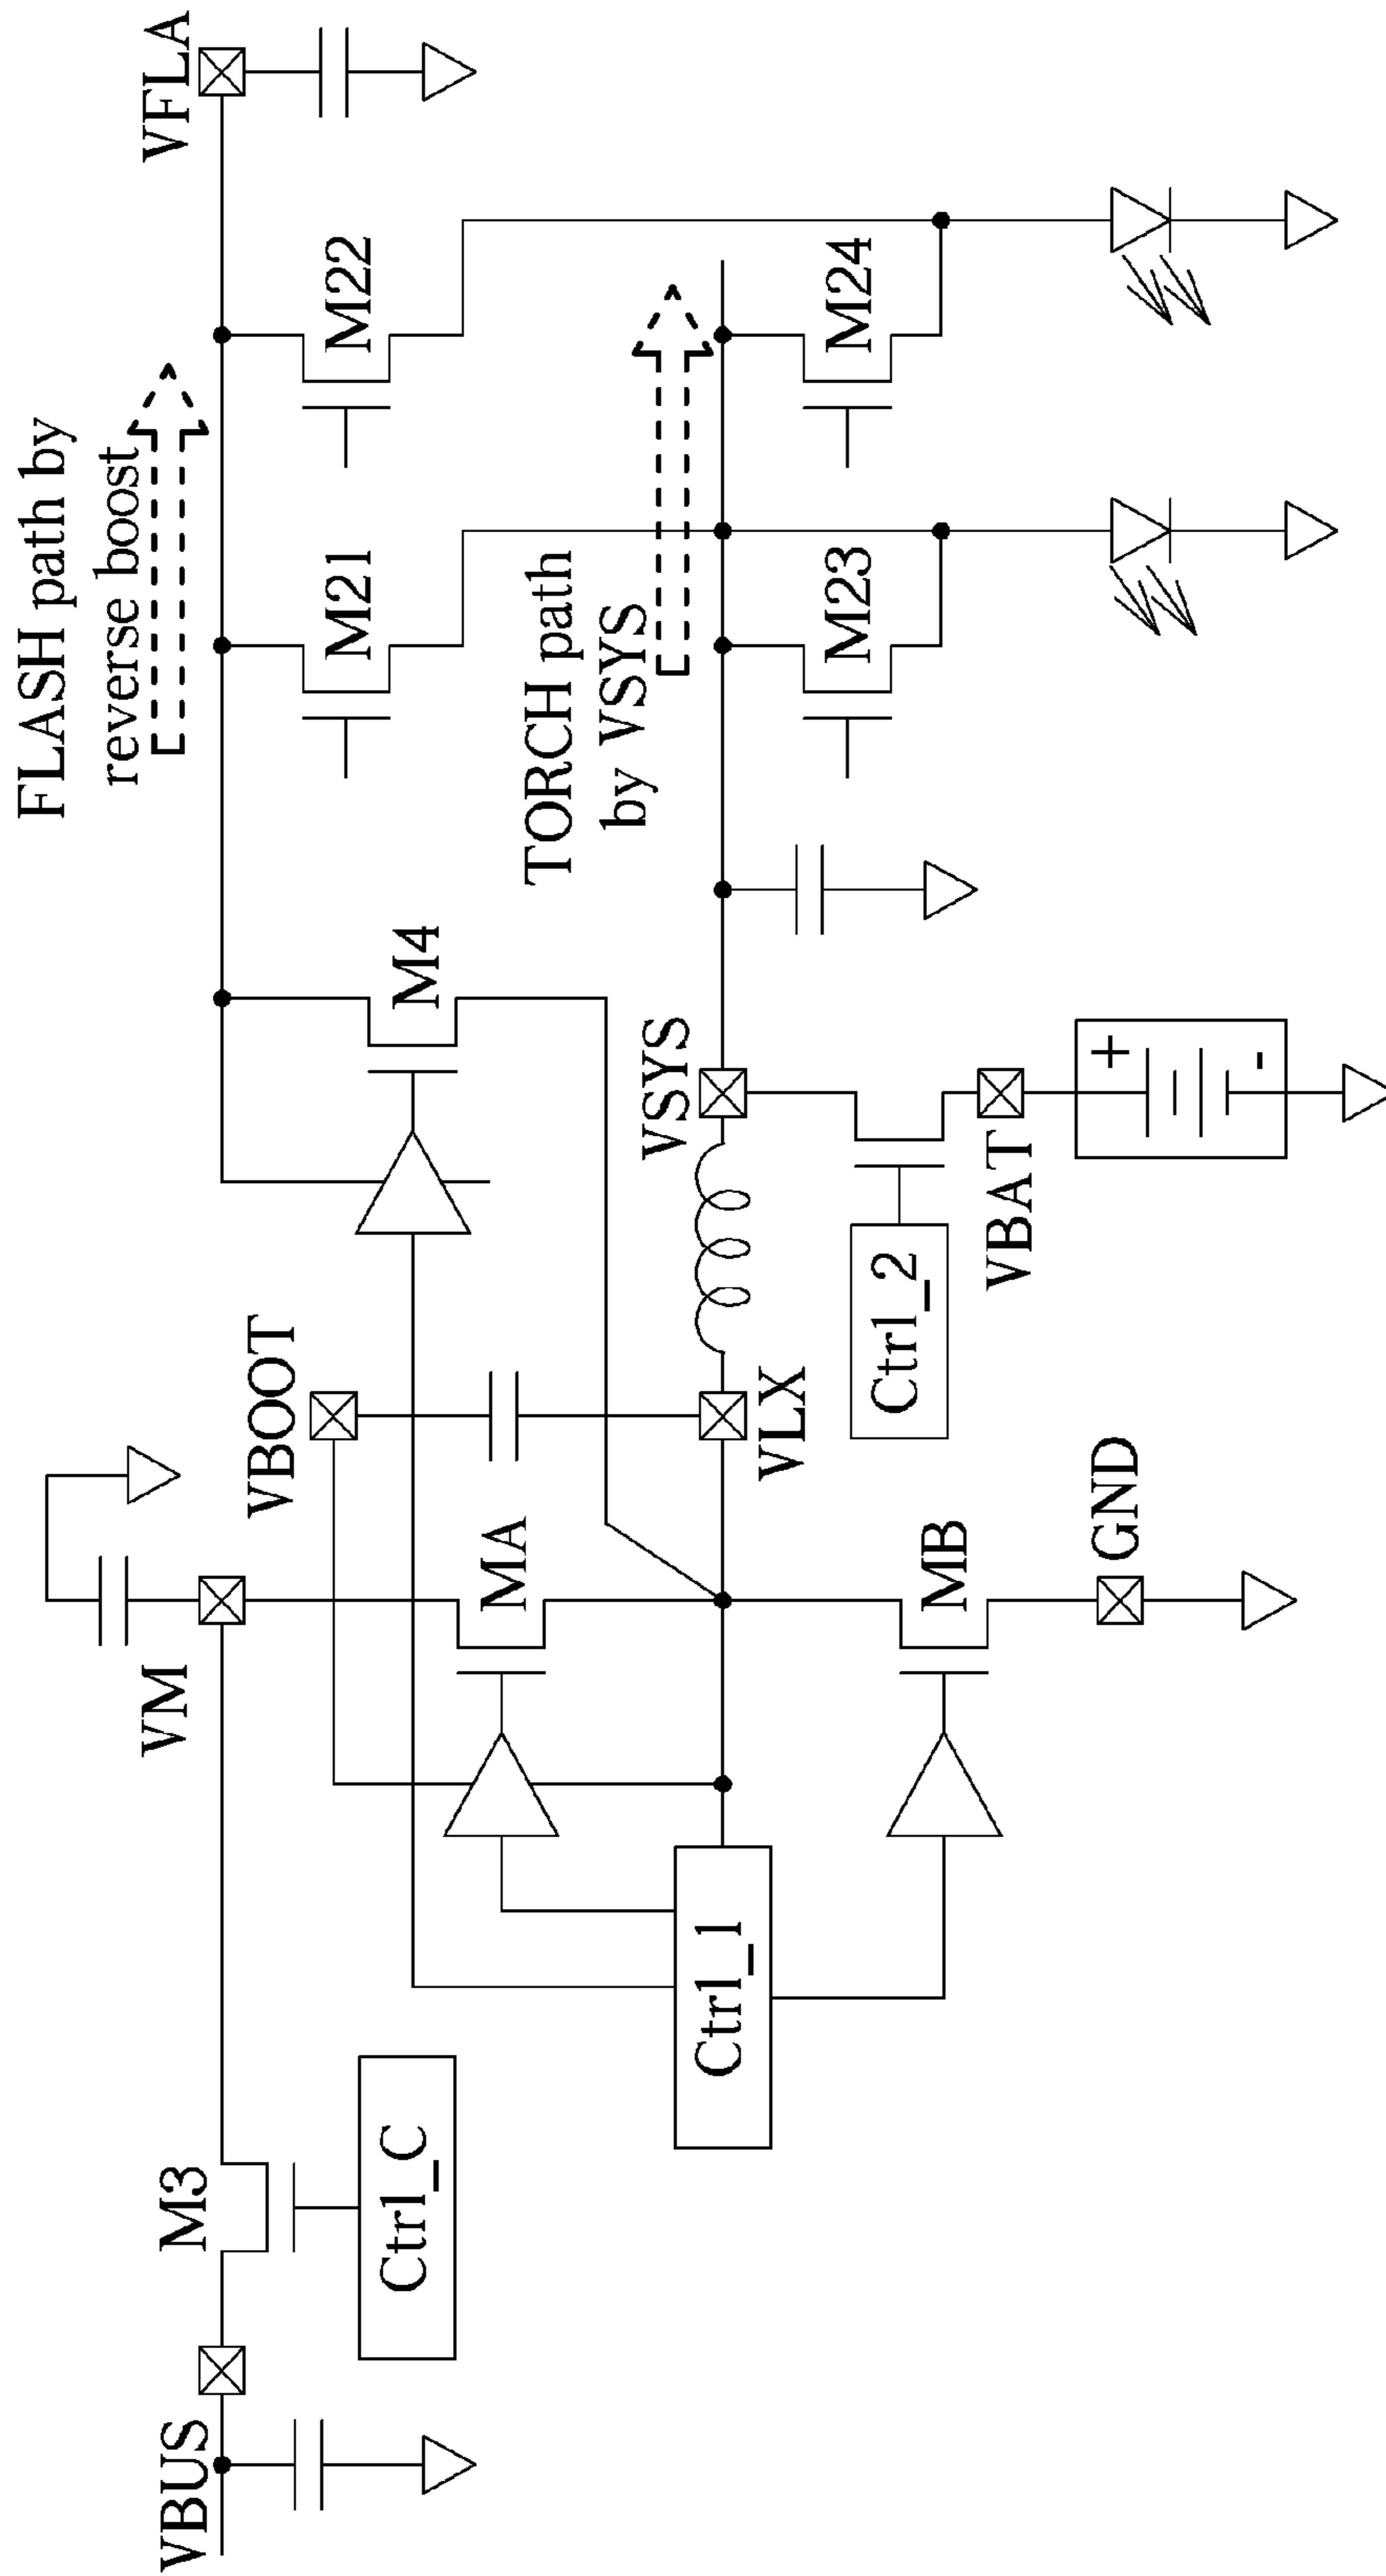 FLASH path by
reverse boost
VBUS
M3
VM
VFLA
VBOOT
Ctrl_C
MA
M4
M21
M22
TORCH path
by VSYS
Ctrl_1
VLX
VSYS
M23
M24
Ctrl_2
MB
VBAT
+
-
GND